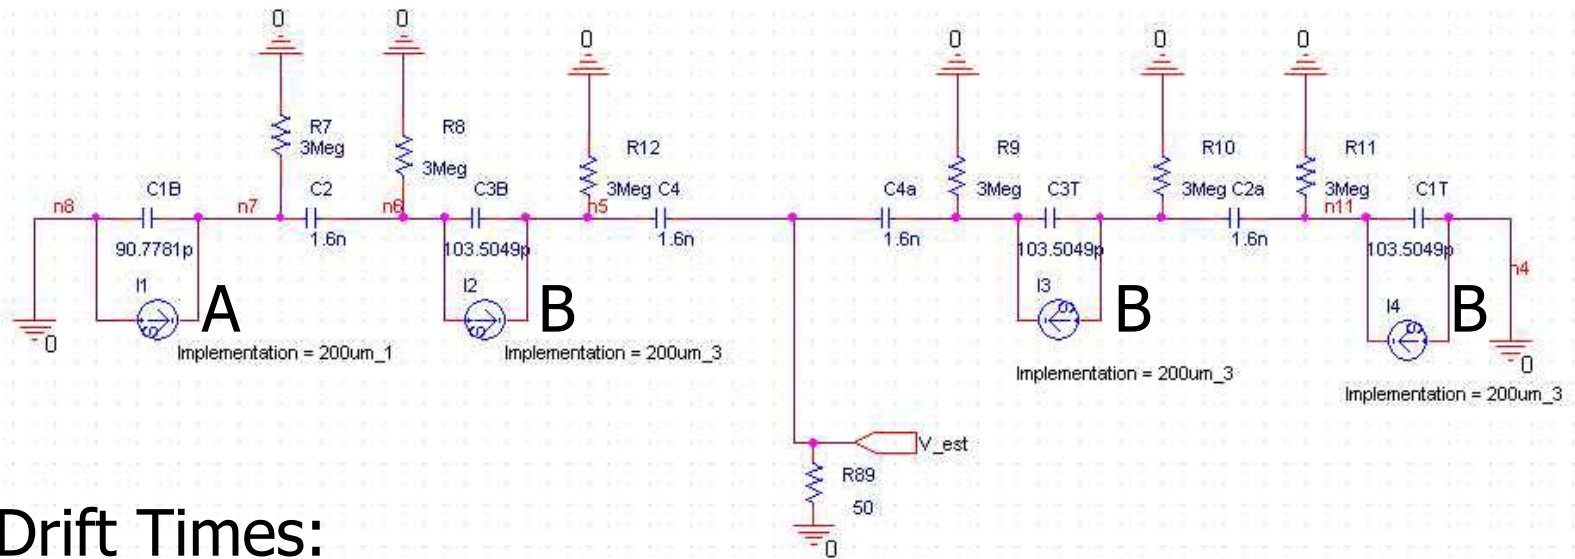 0 0 0 0 0 0
R7 3Meg
R8 3Meg
R12 3Meg
R9 3Meg
R10 3Meg
R11 3Meg
n8
C1B
90.7781p
n7
C2
1.6n
n6
C3B
103.5049p
n5
C4
1.6n
C4a
1.6n
C3T
103.5049p
C2a
1.6n
n11
C1T
103.5049p
n4
I1
A
Implementation = 200um_1
I2
B
Implementation = 200um_3
I3
B
Implementation = 200um_3
I4
B
Implementation = 200um_3
0
0
V_est
R89
50
0
Drift Times: